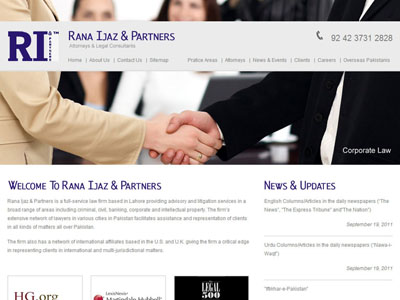 RI
& PARTNERS
TM
RANA IJAZ & PARTNERS
Attorneys & Legal Consultants
92 42 3731 2828
Home | About Us | Contact Us | Sitemap
Pratice Areas | Attorneys | News & Events | Clients | Careers | Overseas Pakistanis
Corporate Law
WELCOME TO RANA IJAZ & PARTNERS
Rana Ijaz & Partners is a full-service law firm based in Lahore providing advisory and litigation services in a
broad range of areas including criminal, civil, banking, corporate and intellectual property. The firm's
extensive network of lawyers in various cities in Pakistan facilitates assistance and representation of clients
in all kinds of matters all over Pakistan.
The firm also has a network of international affiliates based in the U.S. and U.K, giving the firm a critical edge
in representing clients in international and multi-jurisdictional matters.
NEWS & UPDATES
English Columns/Articles in the daily newspapers ("The
News", "The Express Tribune" and"The Nation")
September 19, 2011
Urdu Columns/Articles in the daily newspapers ("Nawa-i-
Waqt")
September 19, 2011
"Iftikhar-e-Pakistan"
HG.org
LexisNexis
Martindale-Hubbell
THE
LEGAL
500